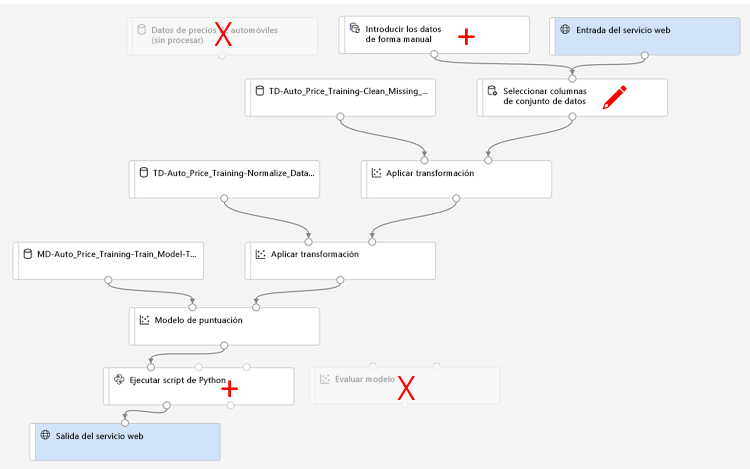 Datos de precios de automóviles
(sin procesar)
Introducir los datos
de forma manual
Entrada del servicio web
TD-Auto_Price_Training-Clean_Missing_...
Seleccionar columnas
de conjunto de datos
TD-Auto_Price_Training-Normalize_Data...
Aplicar transformación
MD-Auto_Price_Training-Train_Model-T...
Aplicar transformación
Modelo de puntuación
Ejecutar script de Python
Evaluar modelo
Salida del servicio web